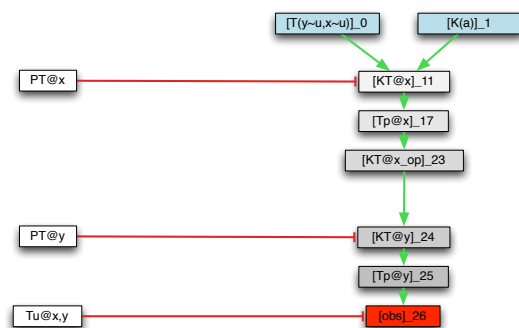 [T(y~u,x~u)]_0
[K(a)]_1
PT@x
[KT@x]_11
[Tp@x]_17
[KT@x_op]_23
PT@y
[KT@y]_24
[Tp@y]_25
Tu@x,y
[obs]_26